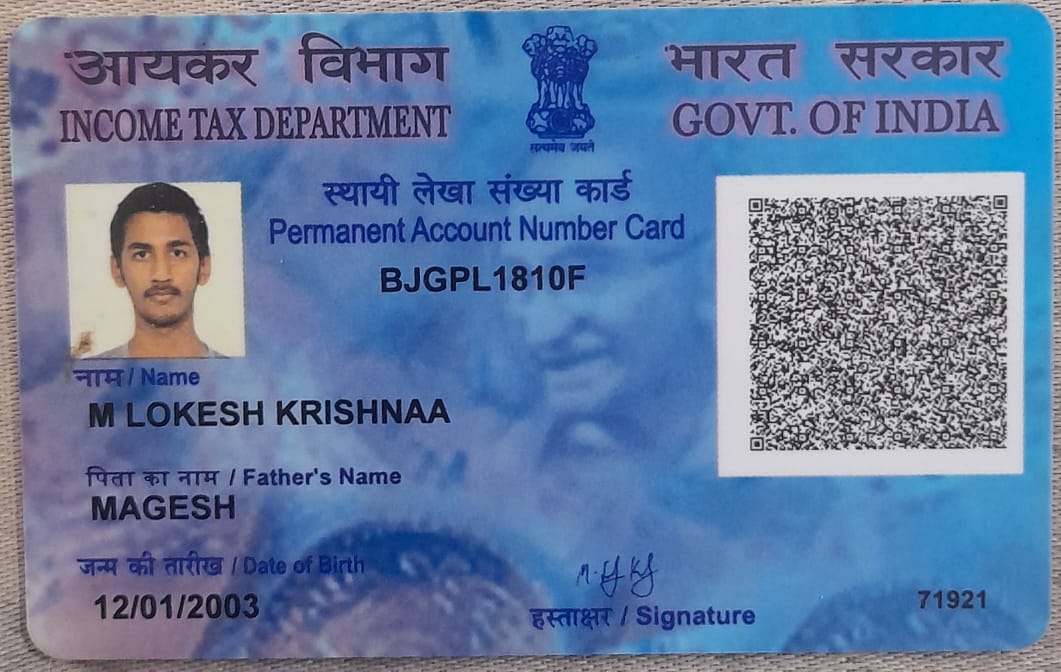 आयकर विभाग
INCOME TAX DEPARTMENT
भारत सरकार
GOVT. OF INDIA
सत्यमेव जयते
स्थायी लेखा संख्या कार्ड
Permanent Account Number Card
BJGPL1810F
नाम / Name
M LOKESH KRISHNAA
पिता का नाम / Father's Name
MAGESH
जन्म की तारीख / Date of Birth
12/01/2003
हस्ताक्षर / Signature
71921